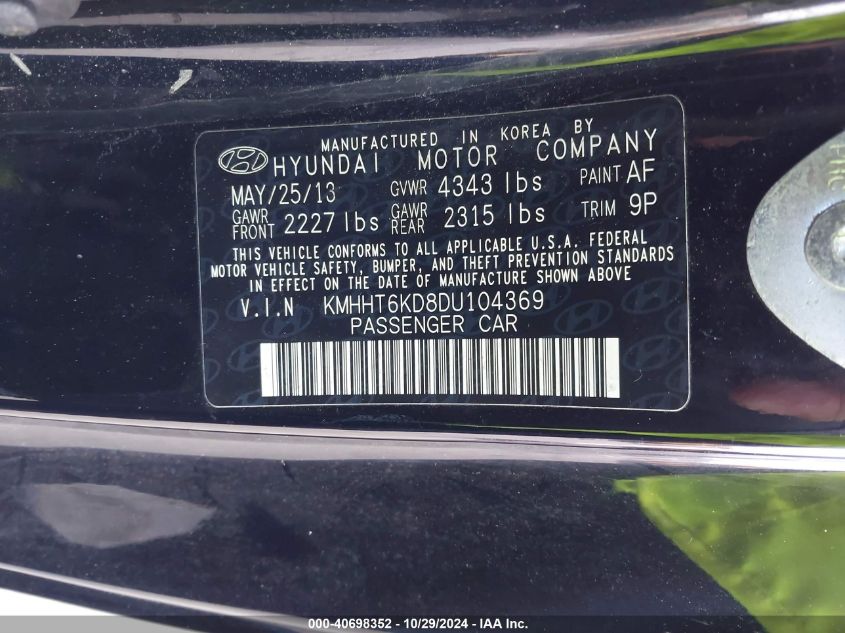 MANUFACTURED IN KOREA BY
HYUNDAI MOTOR COMPANY
MAY/25/13 GVWR 4343 lbs PAINT AF
GAWR FRONT 2227 lbs GAWR REAR 2315 lbs TRIM 9P
THIS VEHICLE CONFORMS TO ALL APPLICABLE U.S.A. FEDERAL
MOTOR VEHICLE SAFETY, BUMPER, AND THEFT PREVENTION STANDARDS
IN EFFECT ON THE DATE OF MANUFACTURE SHOWN ABOVE
V.I.N KMHHT6KD8DU104369
PASSENGER CAR
000-40698352 - 10/29/2024 - IAA Inc.